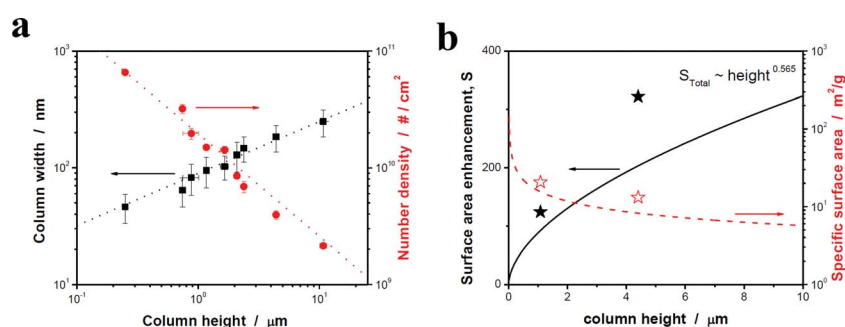 a
Column width / nm
10³
10²
10¹
10⁻¹
10⁰
10¹
Column height / μm
10¹¹
10¹⁰
10⁹
Number density / # / cm²
b
Surface area enhancement, S
400
200
0
0
2
4
6
8
10
column height / μm
S_Total ~ height^0.565
10³
10²
10¹
10⁰
Specific surface area / m²/g